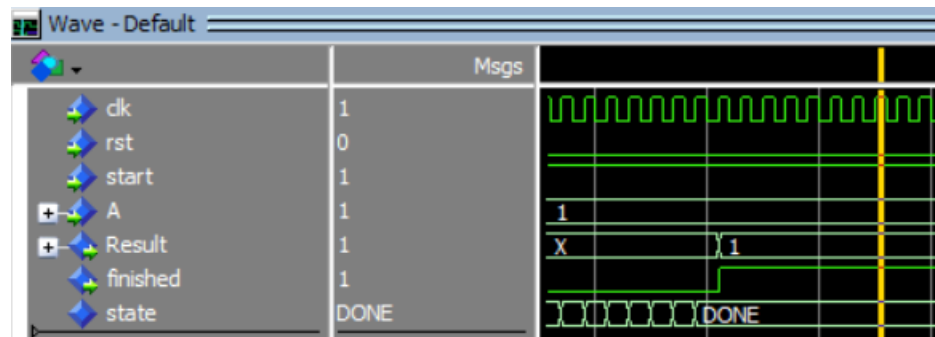 Wave - Default
Msgs
clk 1
rst 0
start 1
A 1 1
Result 1 X 1
finished 1
state DONE DONE